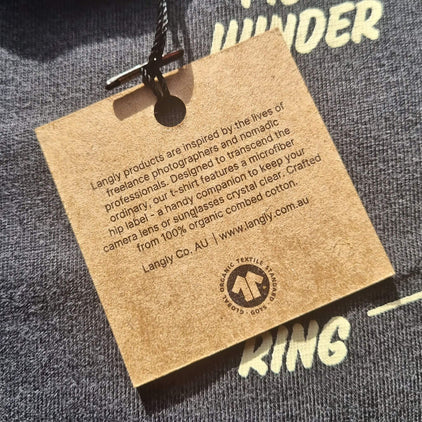 WUNDER
Langly products are inspired by the lives of
freelance photographers and nomadic
professionals. Designed to transcend the
ordinary, our t-shirt features a microfiber
hip label - a handy companion to keep your
camera lens or sunglasses crystal clear. Crafted
from 100% organic combed cotton.
Langly Co. AU | www.langly.com.au
GLOBAL ORGANIC TEXTILE STANDARD · GOTS ·
RING